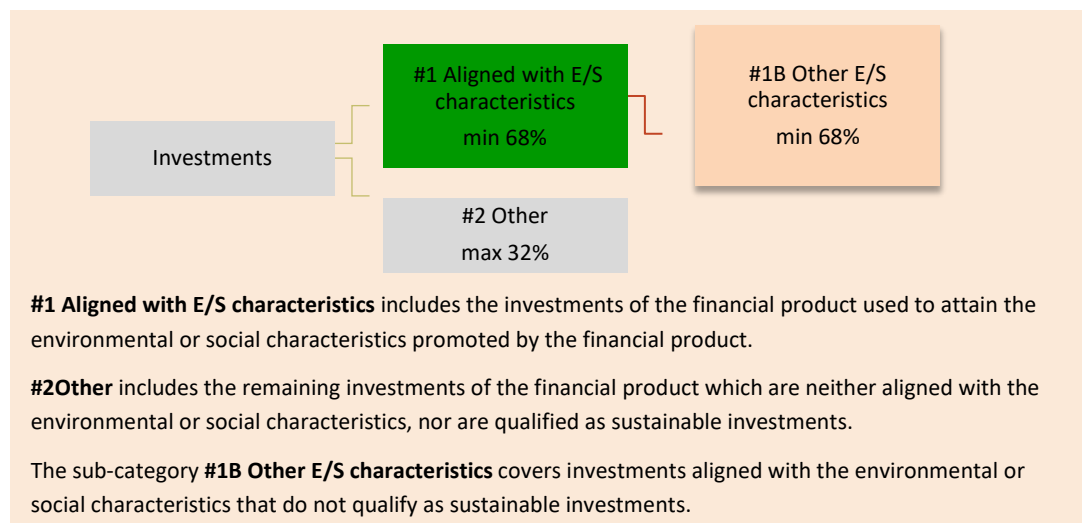 #1 Aligned with E/S
characteristics
min 68%
#1B Other E/S
characteristics
min 68%
Investments
#2 Other
max 32%
#1 Aligned with E/S characteristics includes the investments of the financial product used to attain the
environmental or social characteristics promoted by the financial product.
#2Other includes the remaining investments of the financial product which are neither aligned with the
environmental or social characteristics, nor are qualified as sustainable investments.
The sub-category #1B Other E/S characteristics covers investments aligned with the environmental or
social characteristics that do not qualify as sustainable investments.